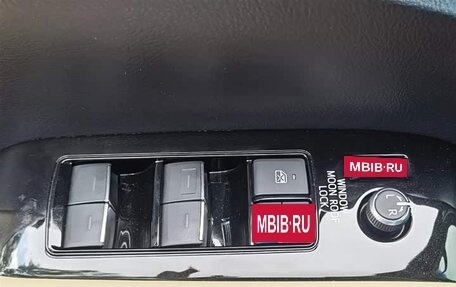 MBIB·RU
WINDOW
MOON ROOF
LOCK
L R
MBIB·RU